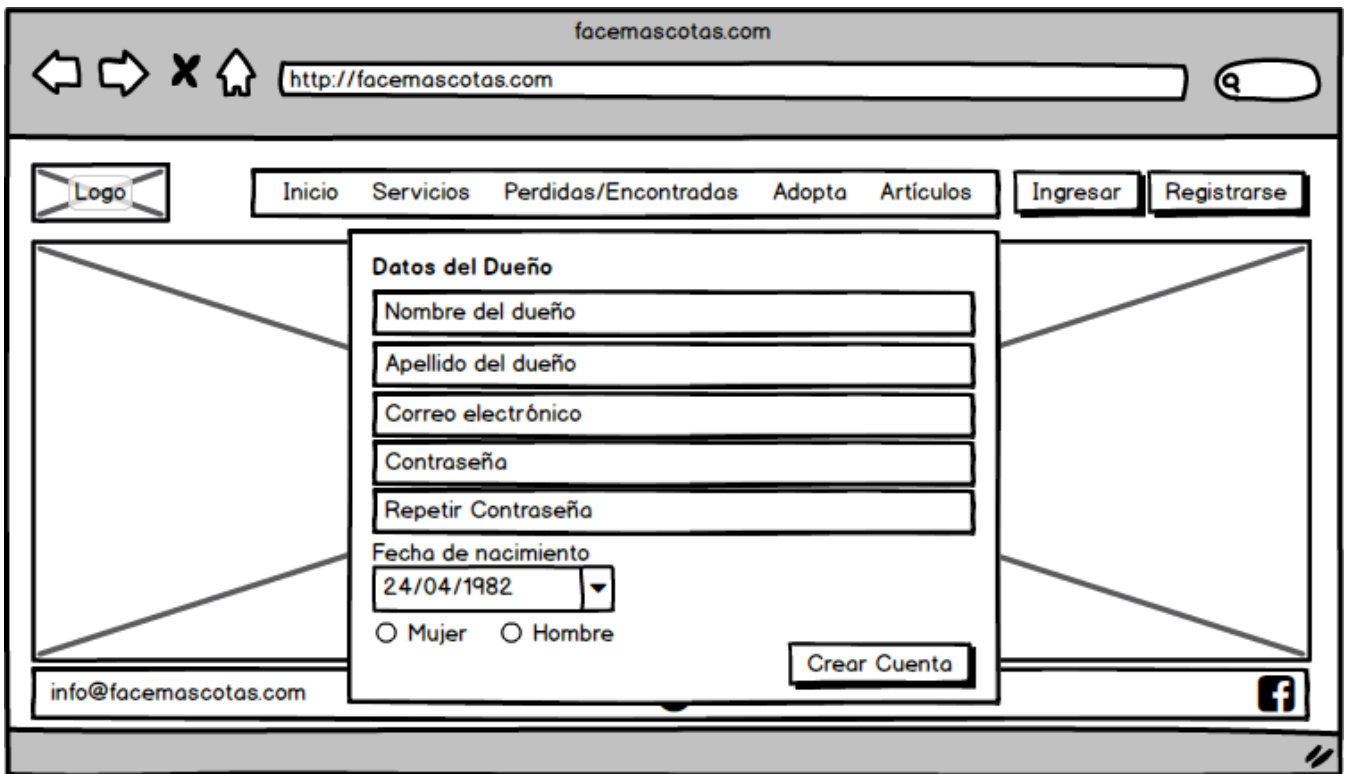 facemascotas.com
http://facemascotas.com
Logo
Inicio Servicios Perdidas/Encontradas Adopta Artículos
Ingresar
Registrarse
Datos del Dueño
Nombre del dueño
Apellido del dueño
Correo electrónico
Contraseña
Repetir Contraseña
Fecha de nacimiento
24/04/1982
Mujer Hombre
Crear Cuenta
info@facemascotas.com